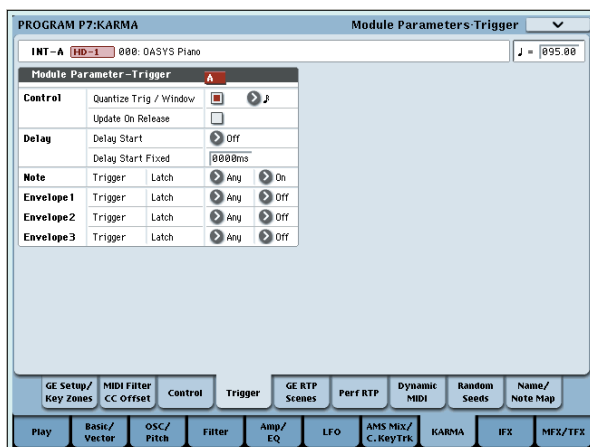 PROGRAM P7:KARMA Module Parameters-Trigger
INT-A HD-1 000: OASYS Piano ♩ = 095.00
Module Parameter-Trigger A
Control Quantize Trig / Window ♪
Update On Release
Delay Delay Start Off
Delay Start Fixed 0000ms
Note Trigger Latch Any On
Envelope1 Trigger Latch Any Off
Envelope2 Trigger Latch Any Off
Envelope3 Trigger Latch Any Off
GE Setup/ MIDI Filter Control Trigger GE RTP Perf RTP Dynamic Random Name/
Key Zones CC Offset Scenes MIDI Seeds Note Map
Play Basic/ OSC/ Filter Amp/ LFO AMS Mix/ KARMA IFX MFX/TFX
Vector Pitch EQ C.KeyTrk